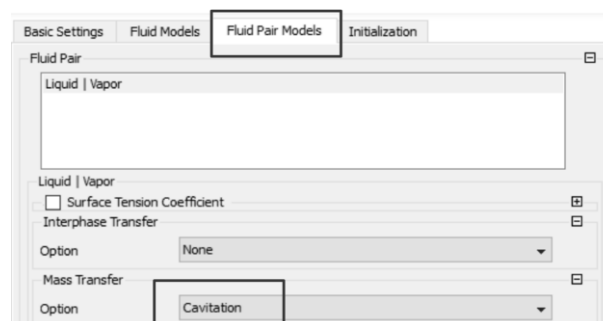 Basic Settings Fluid Models Fluid Pair Models Initialization
Fluid Pair
Liquid | Vapor
Liquid | Vapor
Surface Tension Coefficient
Interphase Transfer
Option None
Mass Transfer
Option Cavitation